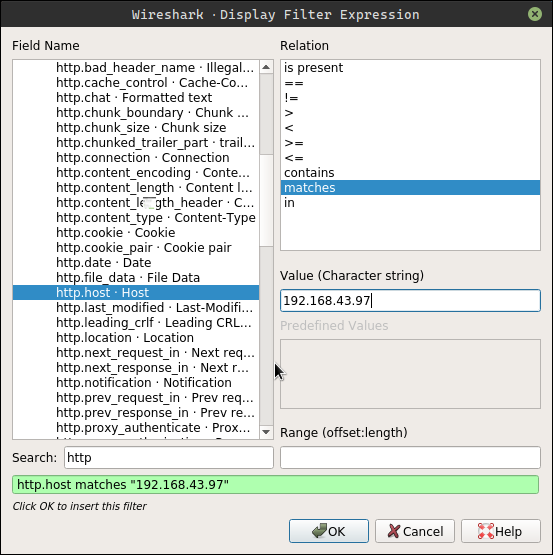 Wireshark · Display Filter Expression
Field Name
http.bad_header_name · Illegal...
http.cache_control · Cache-Co...
http.chat · Formatted text
http.chunk_boundary · Chunk ...
http.chunk_size · Chunk size
http.chunked_trailer_part · trail...
http.connection · Connection
http.content_encoding · Conte...
http.content_length · Content l...
http.content_length_header · C...
http.content_type · Content-Type
http.cookie · Cookie
http.cookie_pair · Cookie pair
http.date · Date
http.file_data · File Data
http.host · Host
http.last_modified · Last-Modifi...
http.leading_crlf · Leading CRL...
http.location · Location
http.next_request_in · Next req...
http.next_response_in · Next r...
http.notification · Notification
http.prev_request_in · Prev req...
http.prev_response_in · Prev re...
http.proxy_authenticate · Prox...
Search: http
Relation
is present
==
!=
>
<
>=
<=
contains
matches
in
Value (Character string)
192.168.43.97
Predefined Values
Range (offset:length)
http.host matches "192.168.43.97"
Click OK to insert this filter
OK
Cancel
Help